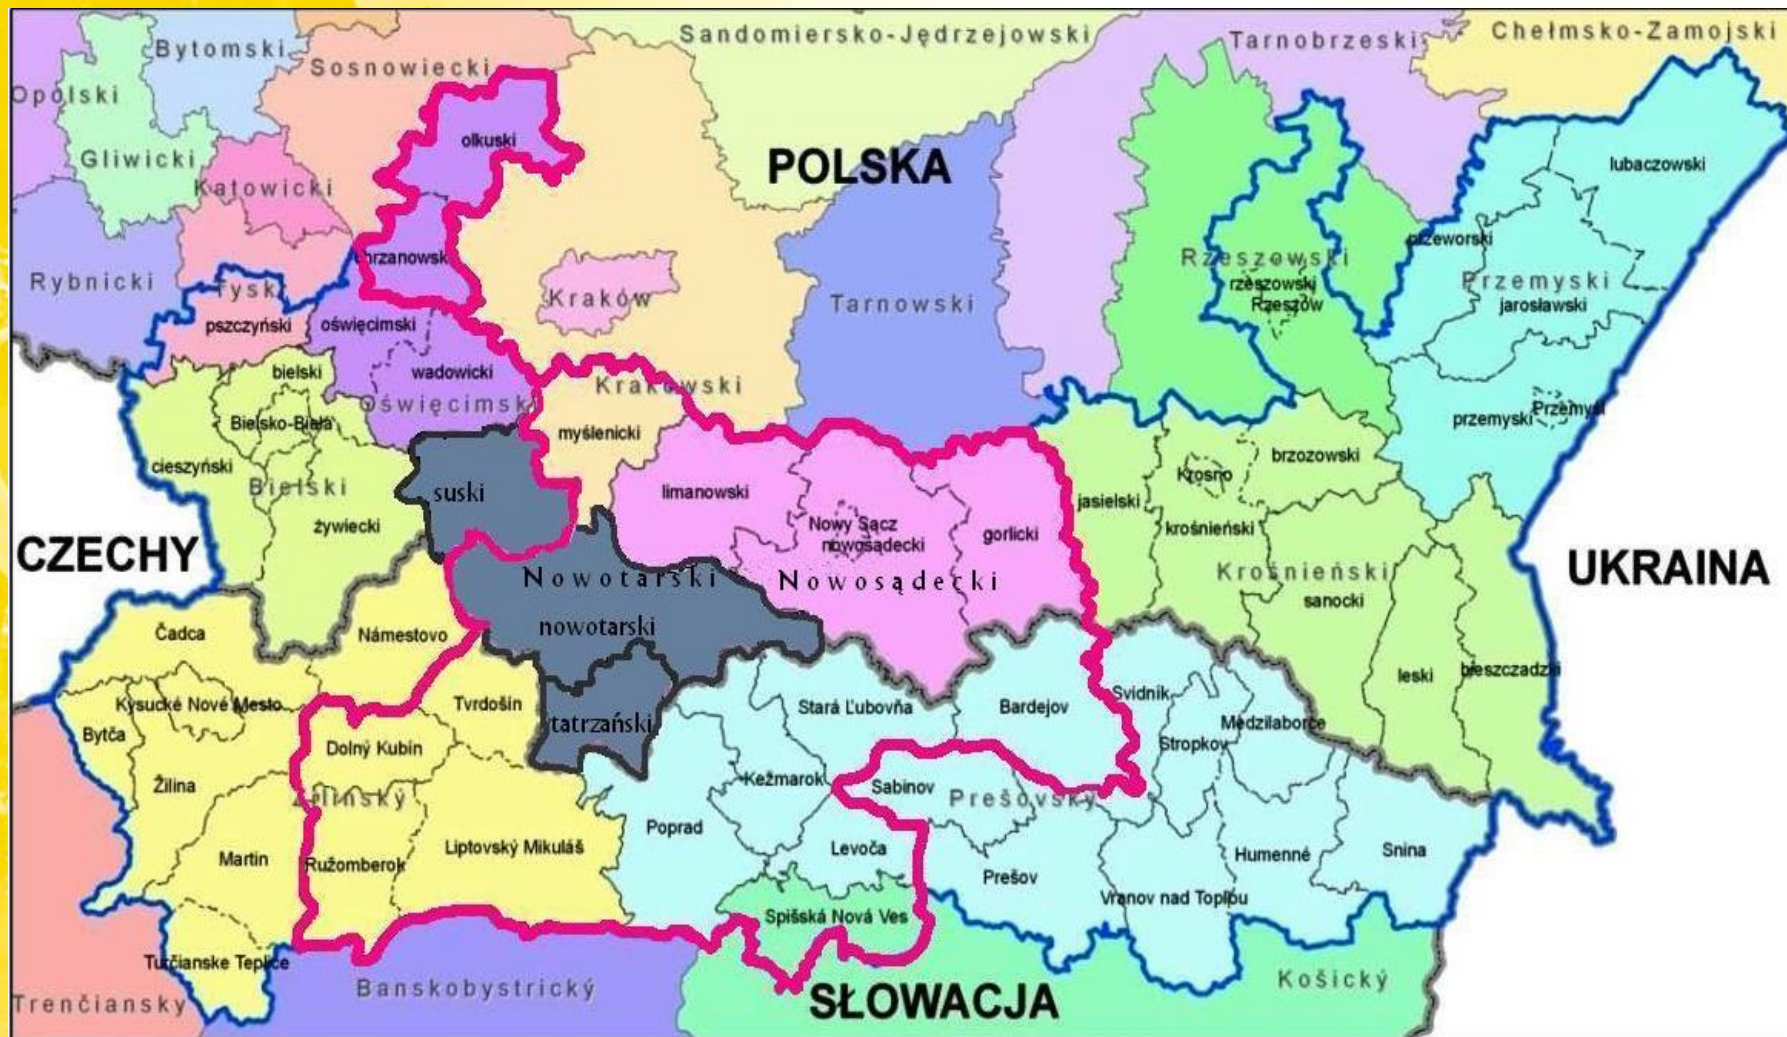 Sandomiersko-Jędrzejowski
Chełmsko-Zamojski
Tarnobrzeski
Bytomski
Sosnowiecki
Opolski
olkuski
Gliwicki
Katowicki
POLSKA
lubaczowski
przeworski
chrzanowski
Rzeszowski
rzeszowski
Rzeszów
Przemyski
jarosławski
Rybnicki
Tyski
Kraków
Tarnowski
pszczyński
oświęcimski
bielski
wadowicki
Krakowski
Oświęcimski
Bielsko-Biała
myślenicki
przemyski
Przemyśl
cieszyński
Bielski
suski
limanowski
Krosno
brzozowski
jasielski
żywiecki
Nowy Sącz
nowosądecki
gorlicki
krośnieński
CZECHY
UKRAINA
Nowotarski
Nowosądecki
Krośnieński
sanocki
Čadca
Námestovo
nowotarski
leski
bieszczadzki
Kysucké Nové Mesto
Tvrdošín
Stará Ľubovňa
Bardejov
Svidník
Medzilaborce
Bytča
tatrzański
Dolný Kubín
Stropkov
Žilina
Kežmarok
Sabinov
Žilinský
Prešovský
Poprad
Martin
Ružomberok
Liptovský Mikuláš
Levoča
Humenné
Snina
Prešov
Vranov nad Topľou
Spišská Nová Ves
Turčianske Teplice
Trenčiansky
Banskobystrický
SŁOWACJA
Košický